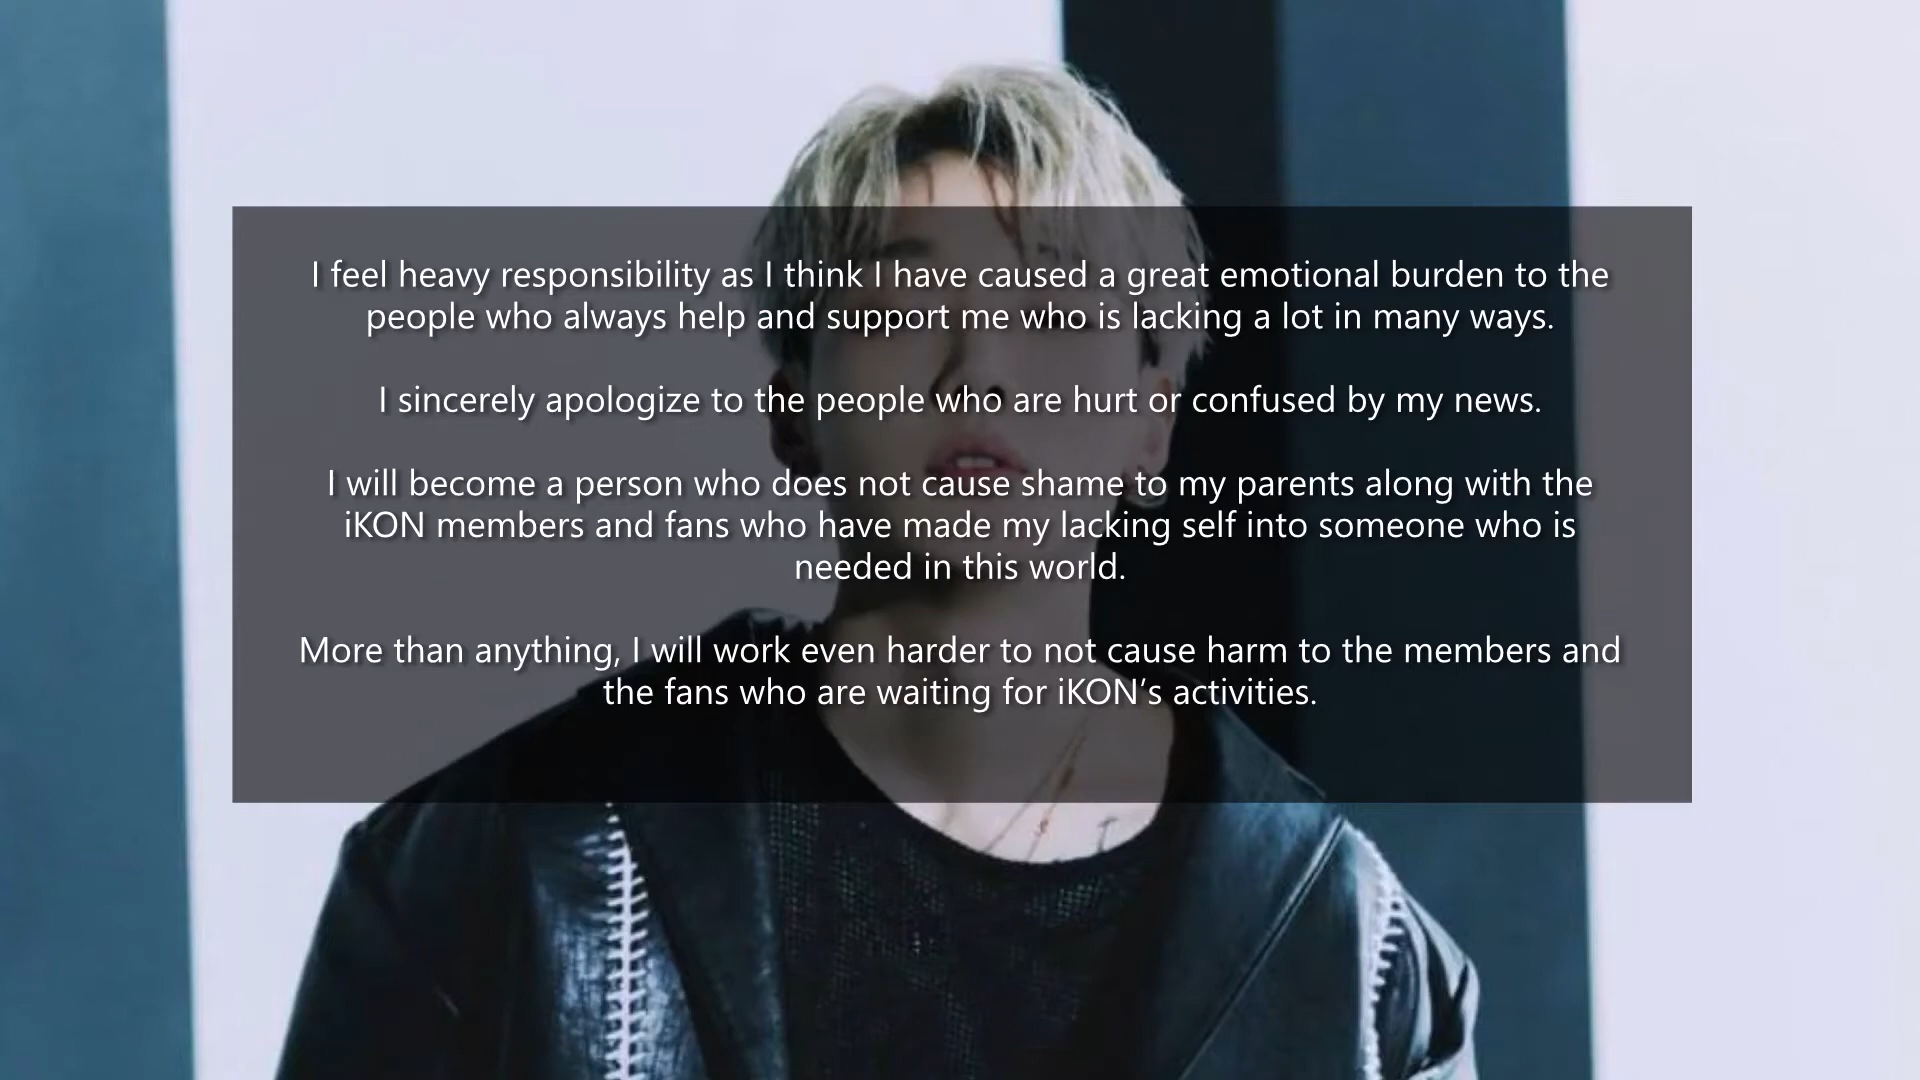 I feel heavy responsibility as I think I have caused a great emotional burden to the
people who always help and support me who is lacking a lot in many ways.
I sincerely apologize to the people who are hurt or confused by my news.
I will become a person who does not cause shame to my parents along with the
iKON members and fans who have made my lacking self into someone who is
needed in this world.
More than anything, I will work even harder to not cause harm to the members and
the fans who are waiting for iKON’s activities.